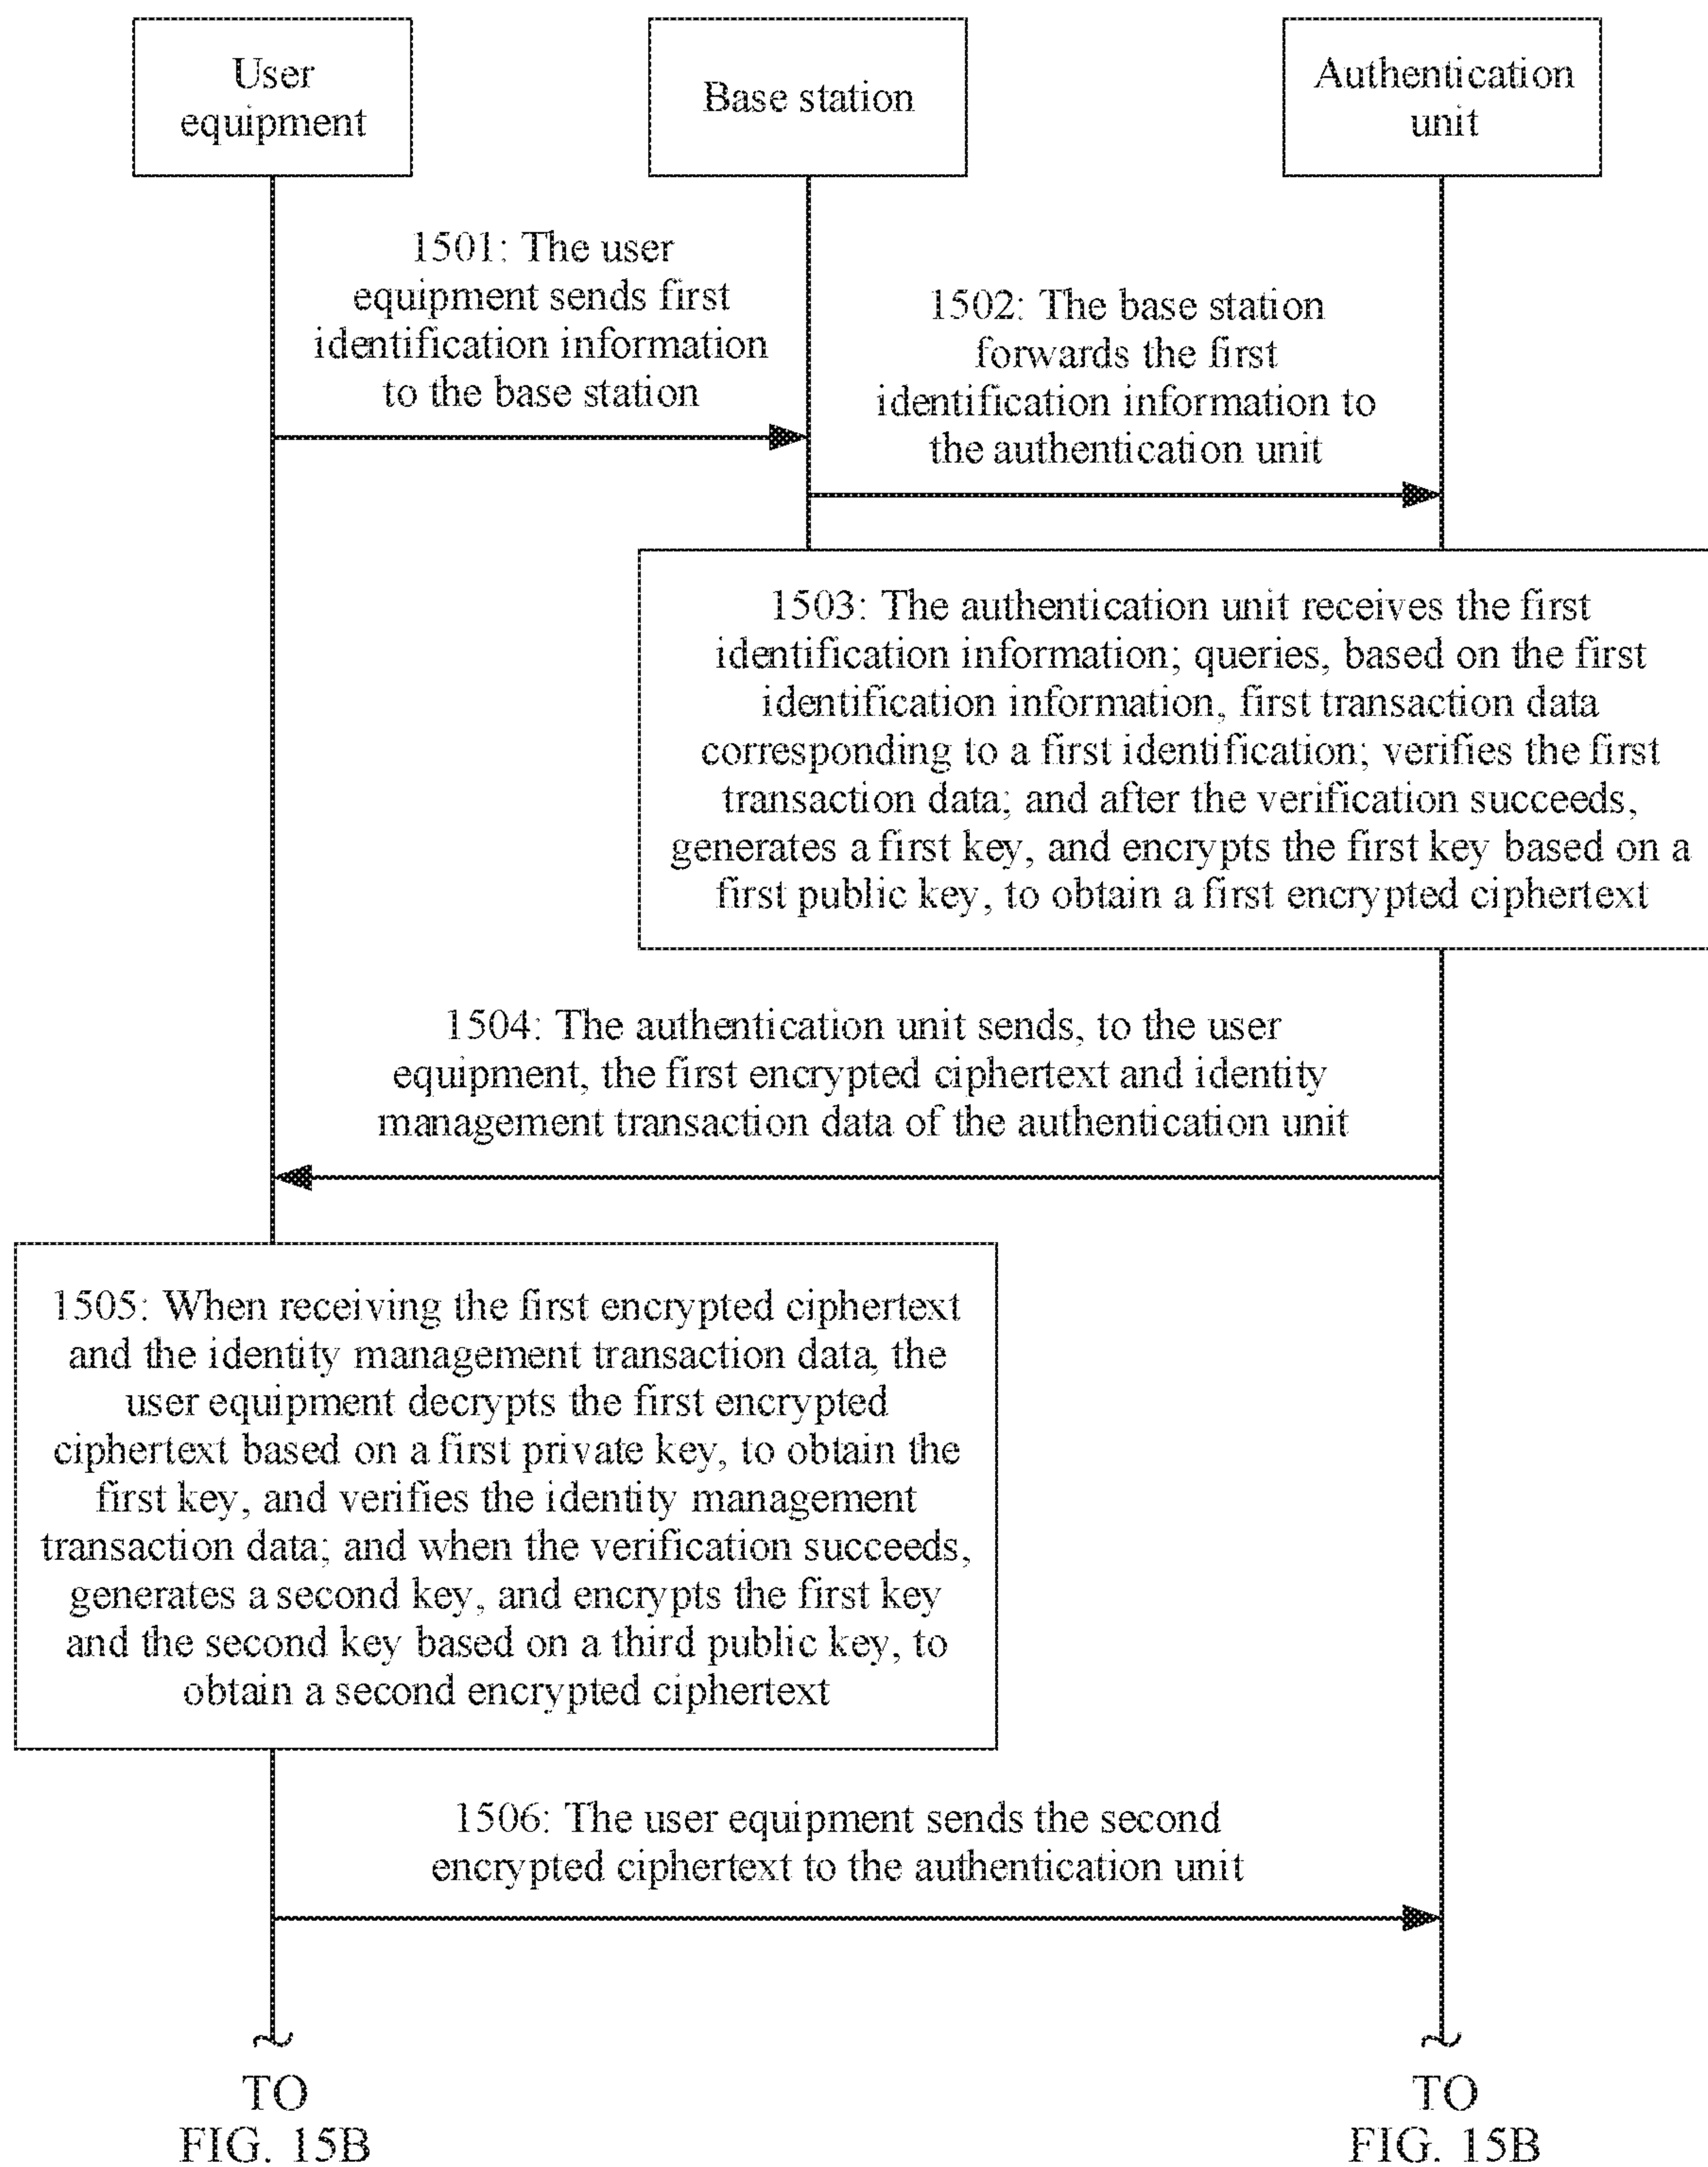 User
equipment
Base station
Authentication
unit
1501: The user
equipment sends first
identification information
to the base station
1502: The base station
forwards the first
identification information to
the authentication unit
1503: The authentication unit receives the first
identification information; queries, based on the first
identification information, first transaction data
corresponding to a first identification; verifies the first
transaction data; and after the verification succeeds,
generates a first key, and encrypts the first key based on a
first public key, to obtain a first encrypted ciphertext
1504: The authentication unit sends, to the user
equipment, the first encrypted ciphertext and identity
management transaction data of the authentication unit
1505: When receiving the first encrypted ciphertext
and the identity management transaction data, the
user equipment decrypts the first encrypted
ciphertext based on a first private key, to obtain the
first key, and verifies the identity management
transaction data; and when the verification succeeds,
generates a second key, and encrypts the first key
and the second key based on a third public key, to
obtain a second encrypted ciphertext
1506: The user equipment sends the second
encrypted ciphertext to the authentication unit
TO
FIG. 15B
TO
FIG. 15B